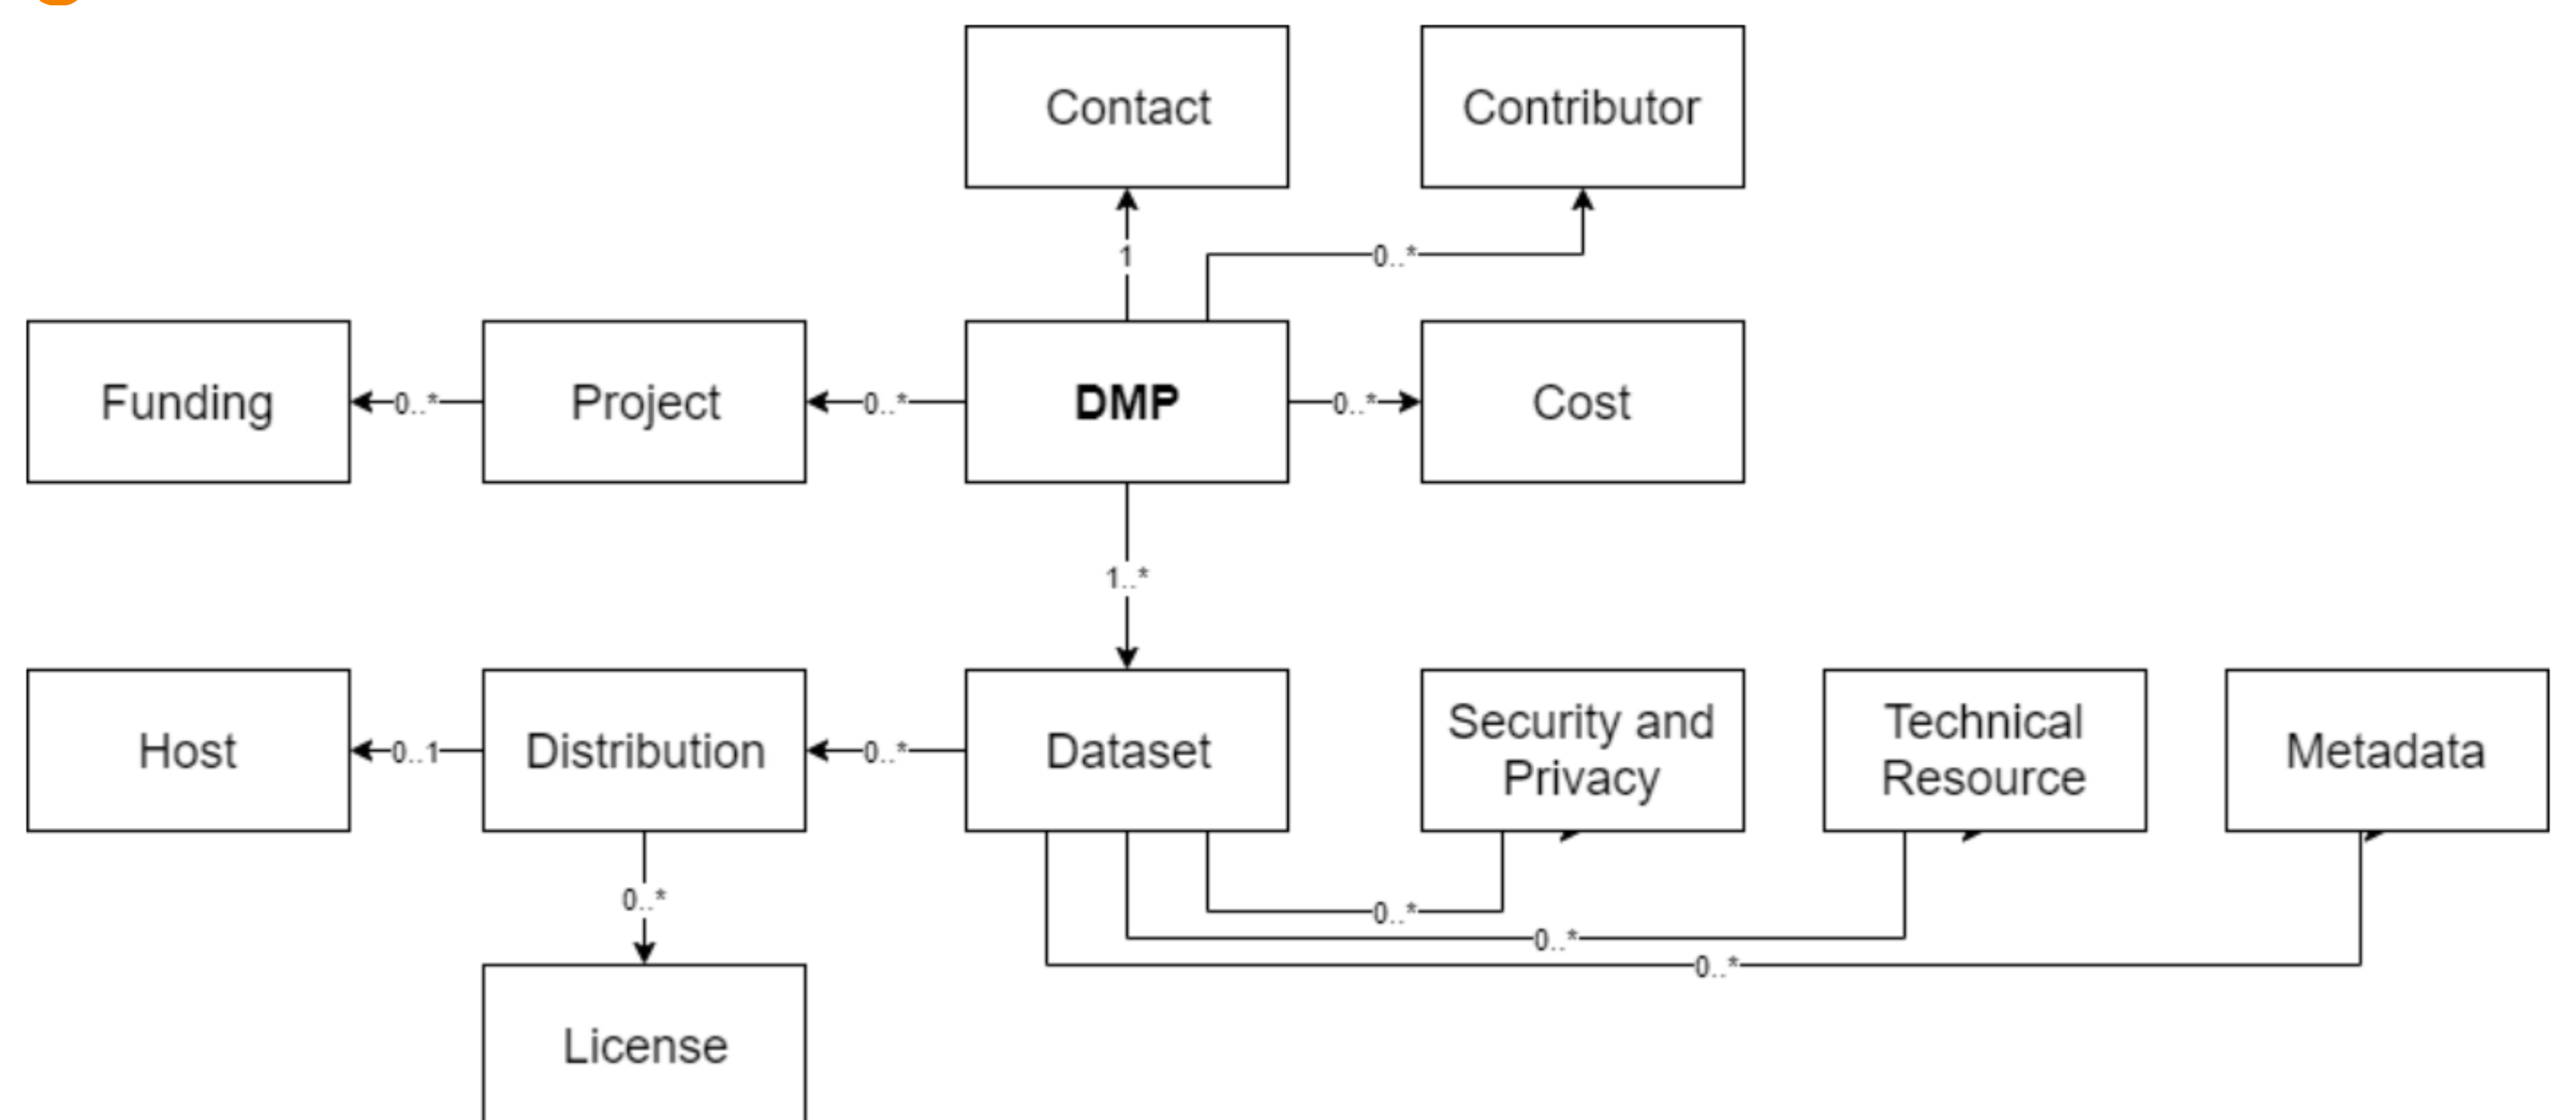 Contact
Contributor
1
0..*
Funding
0..*
Project
0..*
DMP
0..*
Cost
1..*
Host
0..1
Distribution
0..*
Dataset
Security and
Privacy
Technical
Resource
Metadata
0..*
0..*
0..*
0..*
License